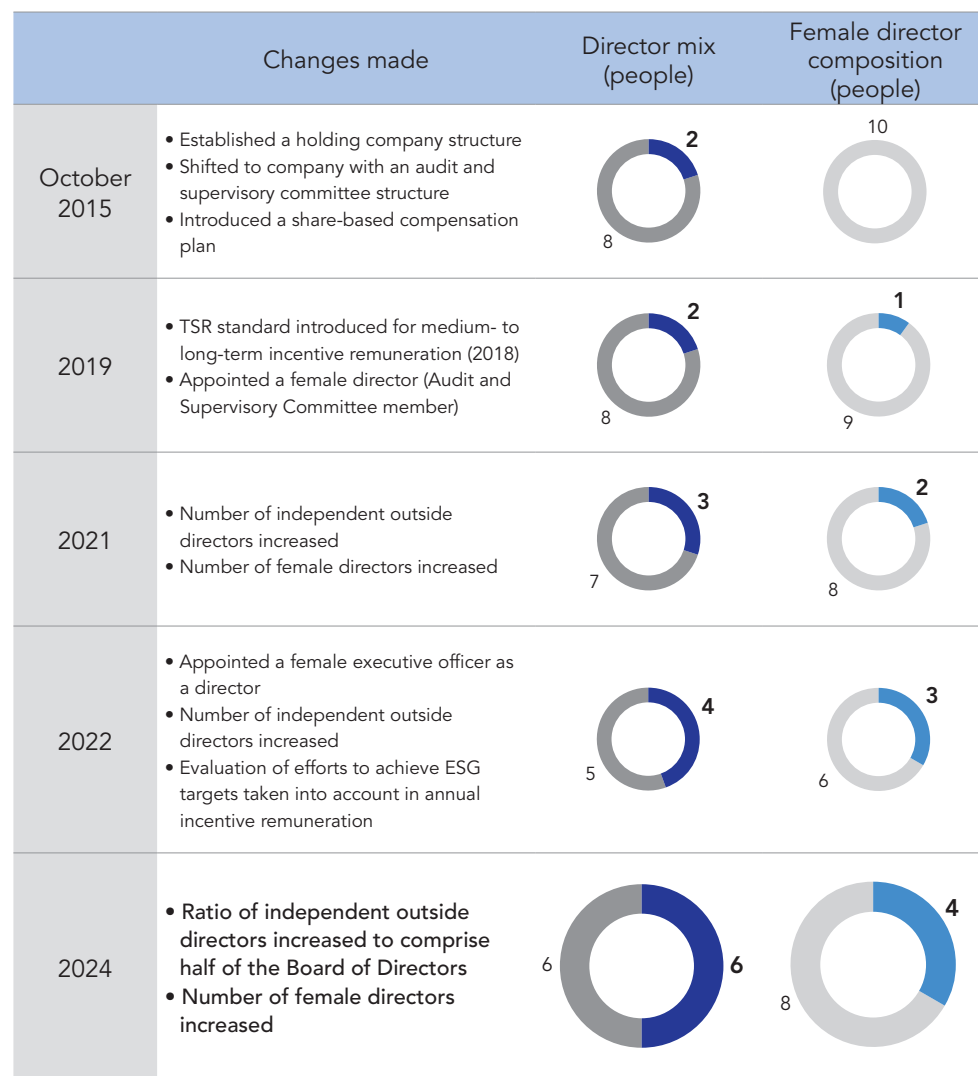 Changes made
Director mix
(people)
Female director
composition
(people)
October
2015
• Established a holding company structure
• Shifted to company with an audit and
supervisory committee structure
• Introduced a share-based compensation
plan
2
8
10
2019
• TSR standard introduced for medium- to
long-term incentive remuneration (2018)
• Appointed a female director (Audit and
Supervisory Committee member)
2
8
1
9
2021
• Number of independent outside
directors increased
• Number of female directors increased
3
7
2
8
2022
• Appointed a female executive officer as
a director
• Number of independent outside
directors increased
• Evaluation of efforts to achieve ESG
targets taken into account in annual
incentive remuneration
4
5
3
6
2024
• Ratio of independent outside
directors increased to comprise
half of the Board of Directors
• Number of female directors
increased
6
6
4
8